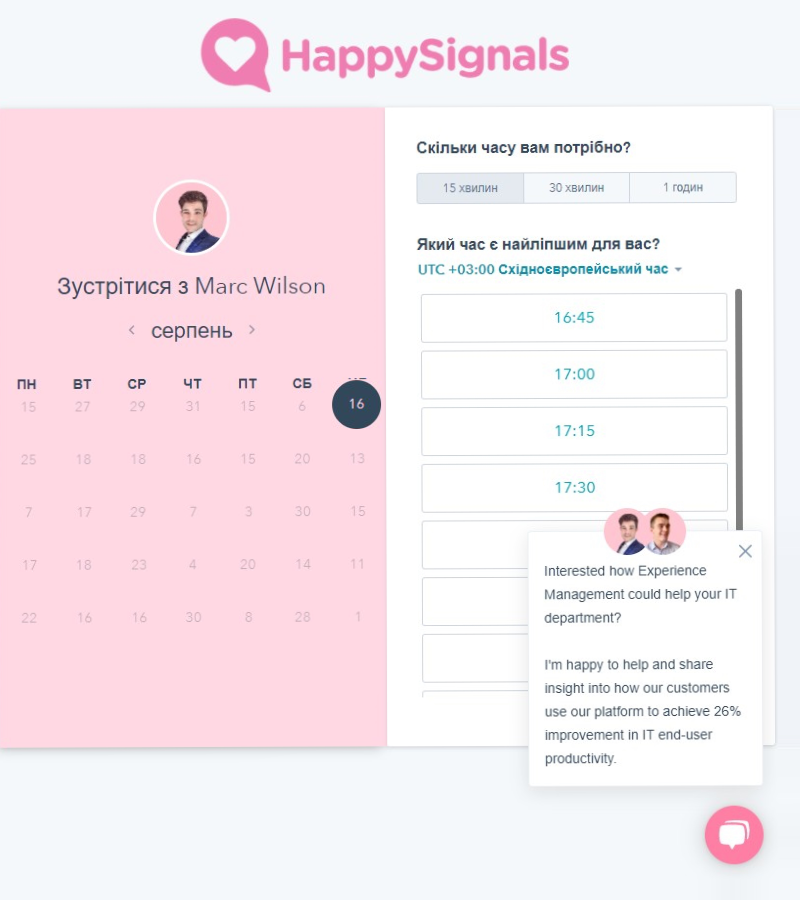 HappySignals
Зустрітися з Marc Wilson
серпень
ПН ВТ СР ЧТ ПТ СБ
15 27 29 31 15 6 16
25 18 18 16 15 20 13
7 17 29 7 3 30 15
17 18 23 4 20 14 11
22 16 16 30 8 28 1
Скільки часу вам потрібно?
15 хвилин 30 хвилин 1 годин
Який час є найліпшим для вас?
UTC +03:00 Східноєвропейський час
16:45
17:00
17:15
17:30
Interested how Experience
Management could help your IT
department?
I'm happy to help and share
insight into how our customers
use our platform to achieve 26%
improvement in IT end-user
productivity.